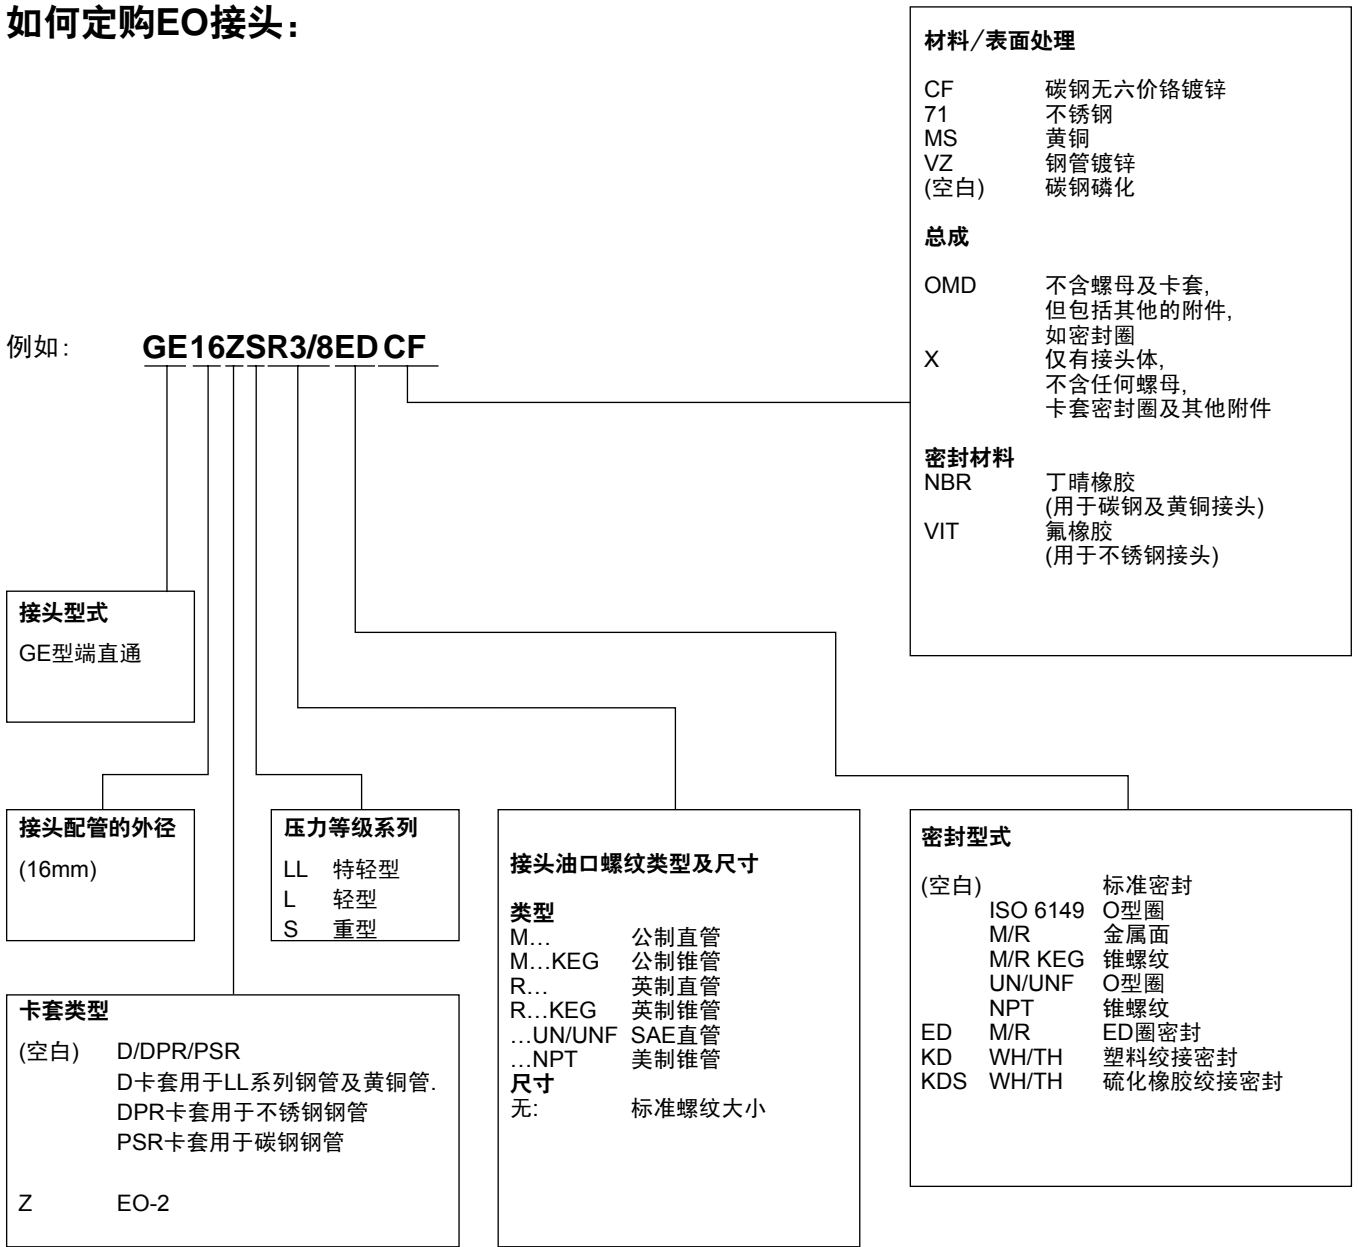 如何定购EO接头:
材料/表面处理
CF 碳钢无六价铬镀锌
71 不锈钢
MS 黄铜
VZ 钢管镀锌
(空白) 碳钢磷化
总成
OMD 不含螺母及卡套,
但包括其他的附件,
如密封圈
X 仅有接头体,
不含任何螺母,
卡套密封圈及其他附件
密封材料
NBR 丁晴橡胶
(用于碳钢及黄铜接头)
VIT 氟橡胶
(用于不锈钢接头)
例如: GE16ZSR3/8EDCF
接头型式
GE型端直通
接头配管的外径
(16mm)
压力等级系列
LL 特轻型
L 轻型
S 重型
卡套类型
(空白) D/DPR/PSR
D卡套用于LL系列钢管及黄铜管.
DPR卡套用于不锈钢钢管
PSR卡套用于碳钢钢管
Z EO-2
接头油口螺纹类型及尺寸
类型
M… 公制直管
M…KEG 公制锥管
R… 英制直管
R…KEG 英制锥管
…UN/UNF SAE直管
…NPT 美制锥管
尺寸
无: 标准螺纹大小
密封型式
(空白) 标准密封
ISO 6149 O型圈
M/R 金属面
M/R KEG 锥螺纹
UN/UNF O型圈
NPT 锥螺纹
ED M/R ED圈密封
KD WH/TH 塑料绞接密封
KDS WH/TH 硫化橡胶绞接密封